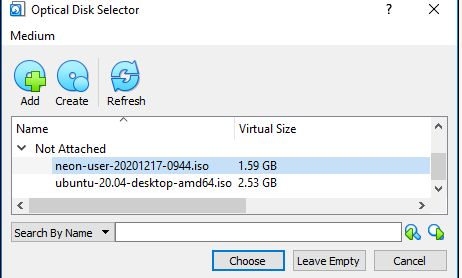 Optical Disk Selector
Medium
Add Create Refresh
Name Virtual Size
Not Attached
neon-user-20201217-0944.iso 1.59 GB
ubuntu-20.04-desktop-amd64.iso 2.53 GB
Search By Name
Choose Leave Empty Cancel